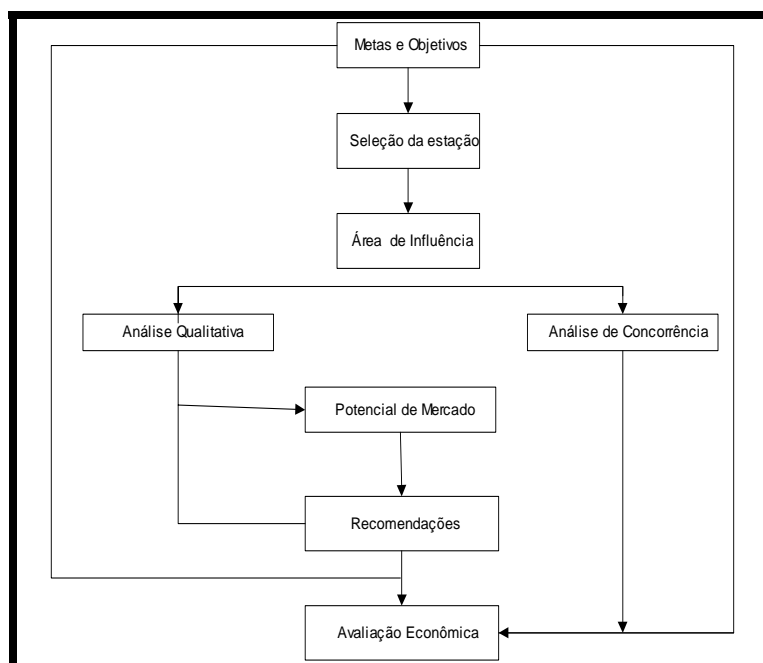 Metas e Objetivos
Seleção da estação
Área de Influência
Análise Qualitativa
Análise de Concorrência
Potencial de Mercado
Recomendações
Avaliação Econômica